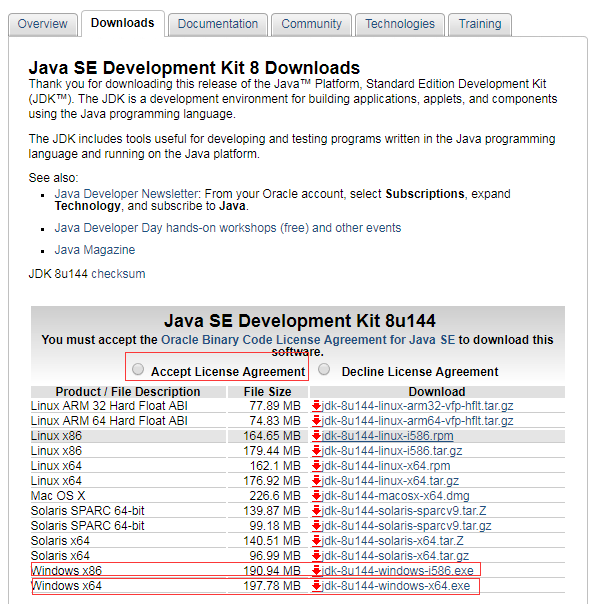 Overview Downloads Documentation Community Technologies Training
Java SE Development Kit 8 Downloads
Thank you for downloading this release of the Java™ Platform, Standard Edition Development Kit
(JDK™). The JDK is a development environment for building applications, applets, and components
using the Java programming language.
The JDK includes tools useful for developing and testing programs written in the Java programming
language and running on the Java platform.
See also:
Java Developer Newsletter: From your Oracle account, select Subscriptions, expand
Technology, and subscribe to Java.
Java Developer Day hands-on workshops (free) and other events
Java Magazine
JDK 8u144 checksum
Java SE Development Kit 8u144
You must accept the Oracle Binary Code License Agreement for Java SE to download this
software.
Accept License Agreement Decline License Agreement
Product / File Description File Size Download
Linux ARM 32 Hard Float ABI 77.89 MB jdk-8u144-linux-arm32-vfp-hflt.tar.gz
Linux ARM 64 Hard Float ABI 74.83 MB jdk-8u144-linux-arm64-vfp-hflt.tar.gz
Linux x86 164.65 MB jdk-8u144-linux-i586.rpm
Linux x86 179.44 MB jdk-8u144-linux-i586.tar.gz
Linux x64 162.1 MB jdk-8u144-linux-x64.rpm
Linux x64 176.92 MB jdk-8u144-linux-x64.tar.gz
Mac OS X 226.6 MB jdk-8u144-macosx-x64.dmg
Solaris SPARC 64-bit 139.87 MB jdk-8u144-solaris-sparcv9.tar.Z
Solaris SPARC 64-bit 99.18 MB jdk-8u144-solaris-sparcv9.tar.gz
Solaris x64 140.51 MB jdk-8u144-solaris-x64.tar.Z
Solaris x64 96.99 MB jdk-8u144-solaris-x64.tar.gz
Windows x86 190.94 MB jdk-8u144-windows-i586.exe
Windows x64 197.78 MB jdk-8u144-windows-x64.exe